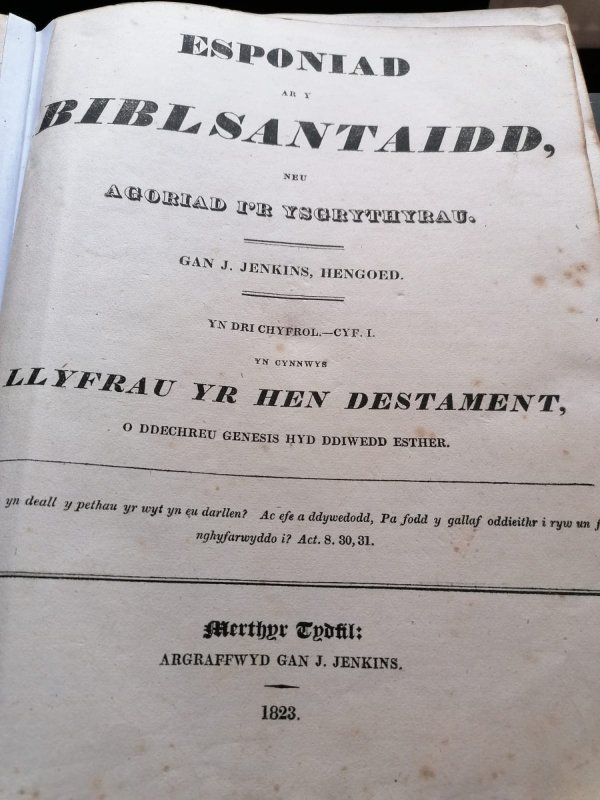 ESPONIAD
AR Y
BIBL SANTAIDD,
NEU
AGORIAD I'R YSGRYTHYRAU.
GAN J. JENKINS, HENGOED.
YN DRI CHYFROL.—CYF. I.
YN CYNNWYS
LLYFRAU YR HEN DESTAMENT,
O DDECHREU GENESIS HYD DDIWEDD ESTHER.
yn deall y pethau yr wyt yn eu darllen? Ac efe a ddywedodd, Pa fodd y gallaf oddieithr i ryw un
nghyfarwyddo i? Act. 8. 30, 31.
Merthyr Tydfil:
ARGRAFFWYD GAN J. JENKINS.
1823.